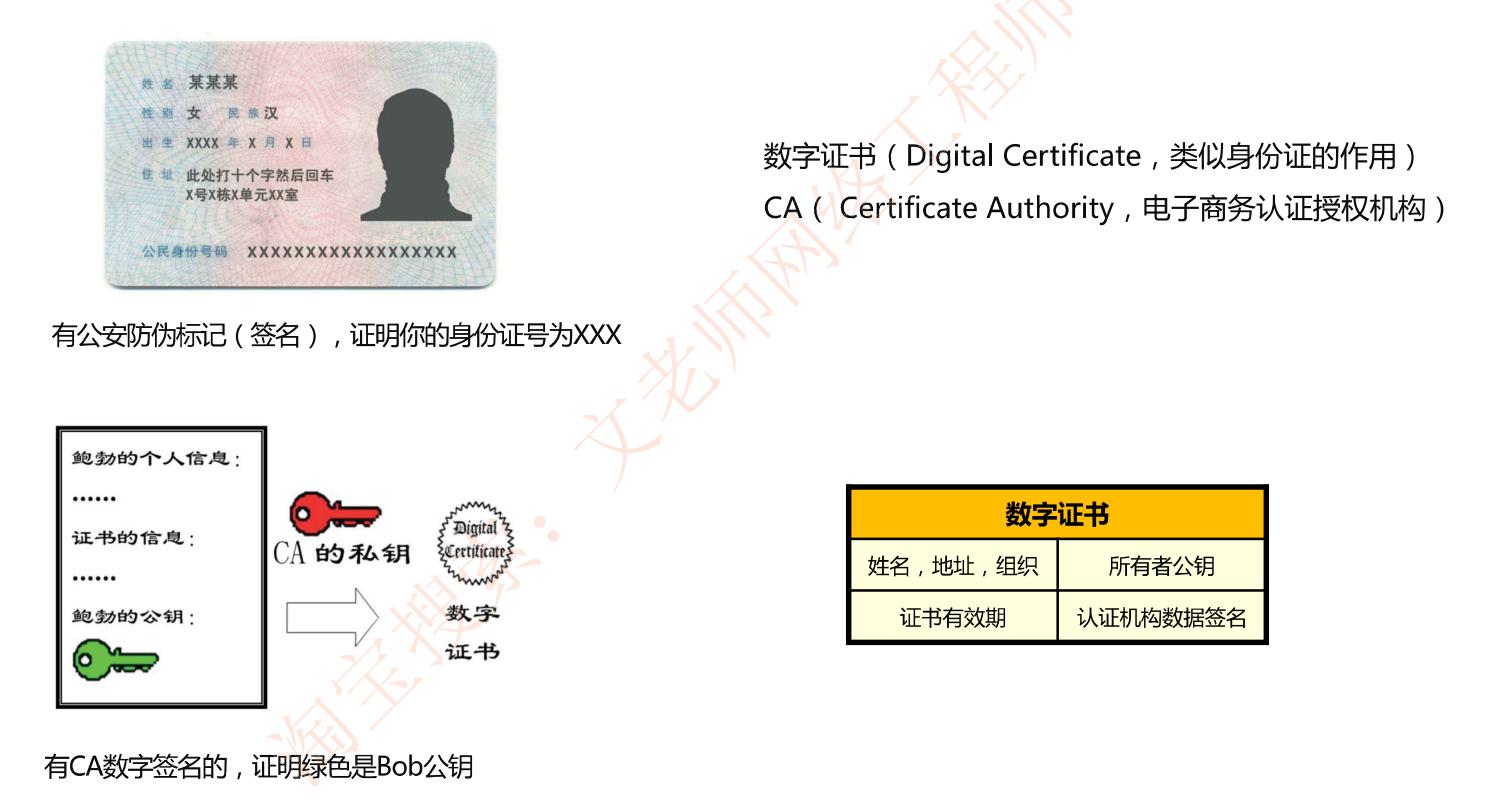 姓 名 某某某
性 别 女 民 族 汉
出 生 XXXX 年 X 月 X 日
住 址 此处打十个字然后回车
X号X栋X单元XX室
公民身份号码 XXXXXXXXXXXXXXXXXX
有公安防伪标记（签名），证明你的身份证号为XXX
数字证书（Digital Certificate，类似身份证的作用）
CA（ Certificate Authority，电子商务认证授权机构）
鲍勃的个人信息：
······
证书的信息：
······
鲍勃的公钥：
CA 的私钥
Digital
Certificate
数字
证书
有CA数字签名的，证明绿色是Bob公钥
数字证书
姓名，地址，组织 所有者公钥
证书有效期 认证机构数据签名
淘宝搜索：文老师网络工程师